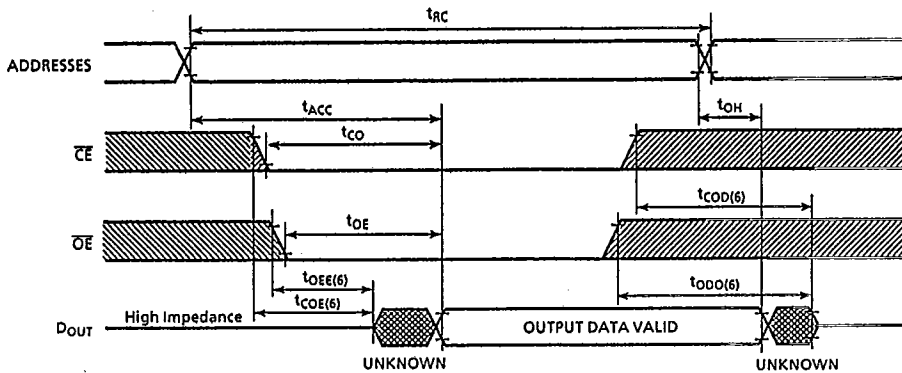 tRC
ADDRESSES
tACC
tOH
tCO
CE
tCOD(6)
tOE
OE
tOEE(6)
tODO(6)
tCOE(6)
High Impedance
DOUT
OUTPUT DATA VALID
UNKNOWN
UNKNOWN